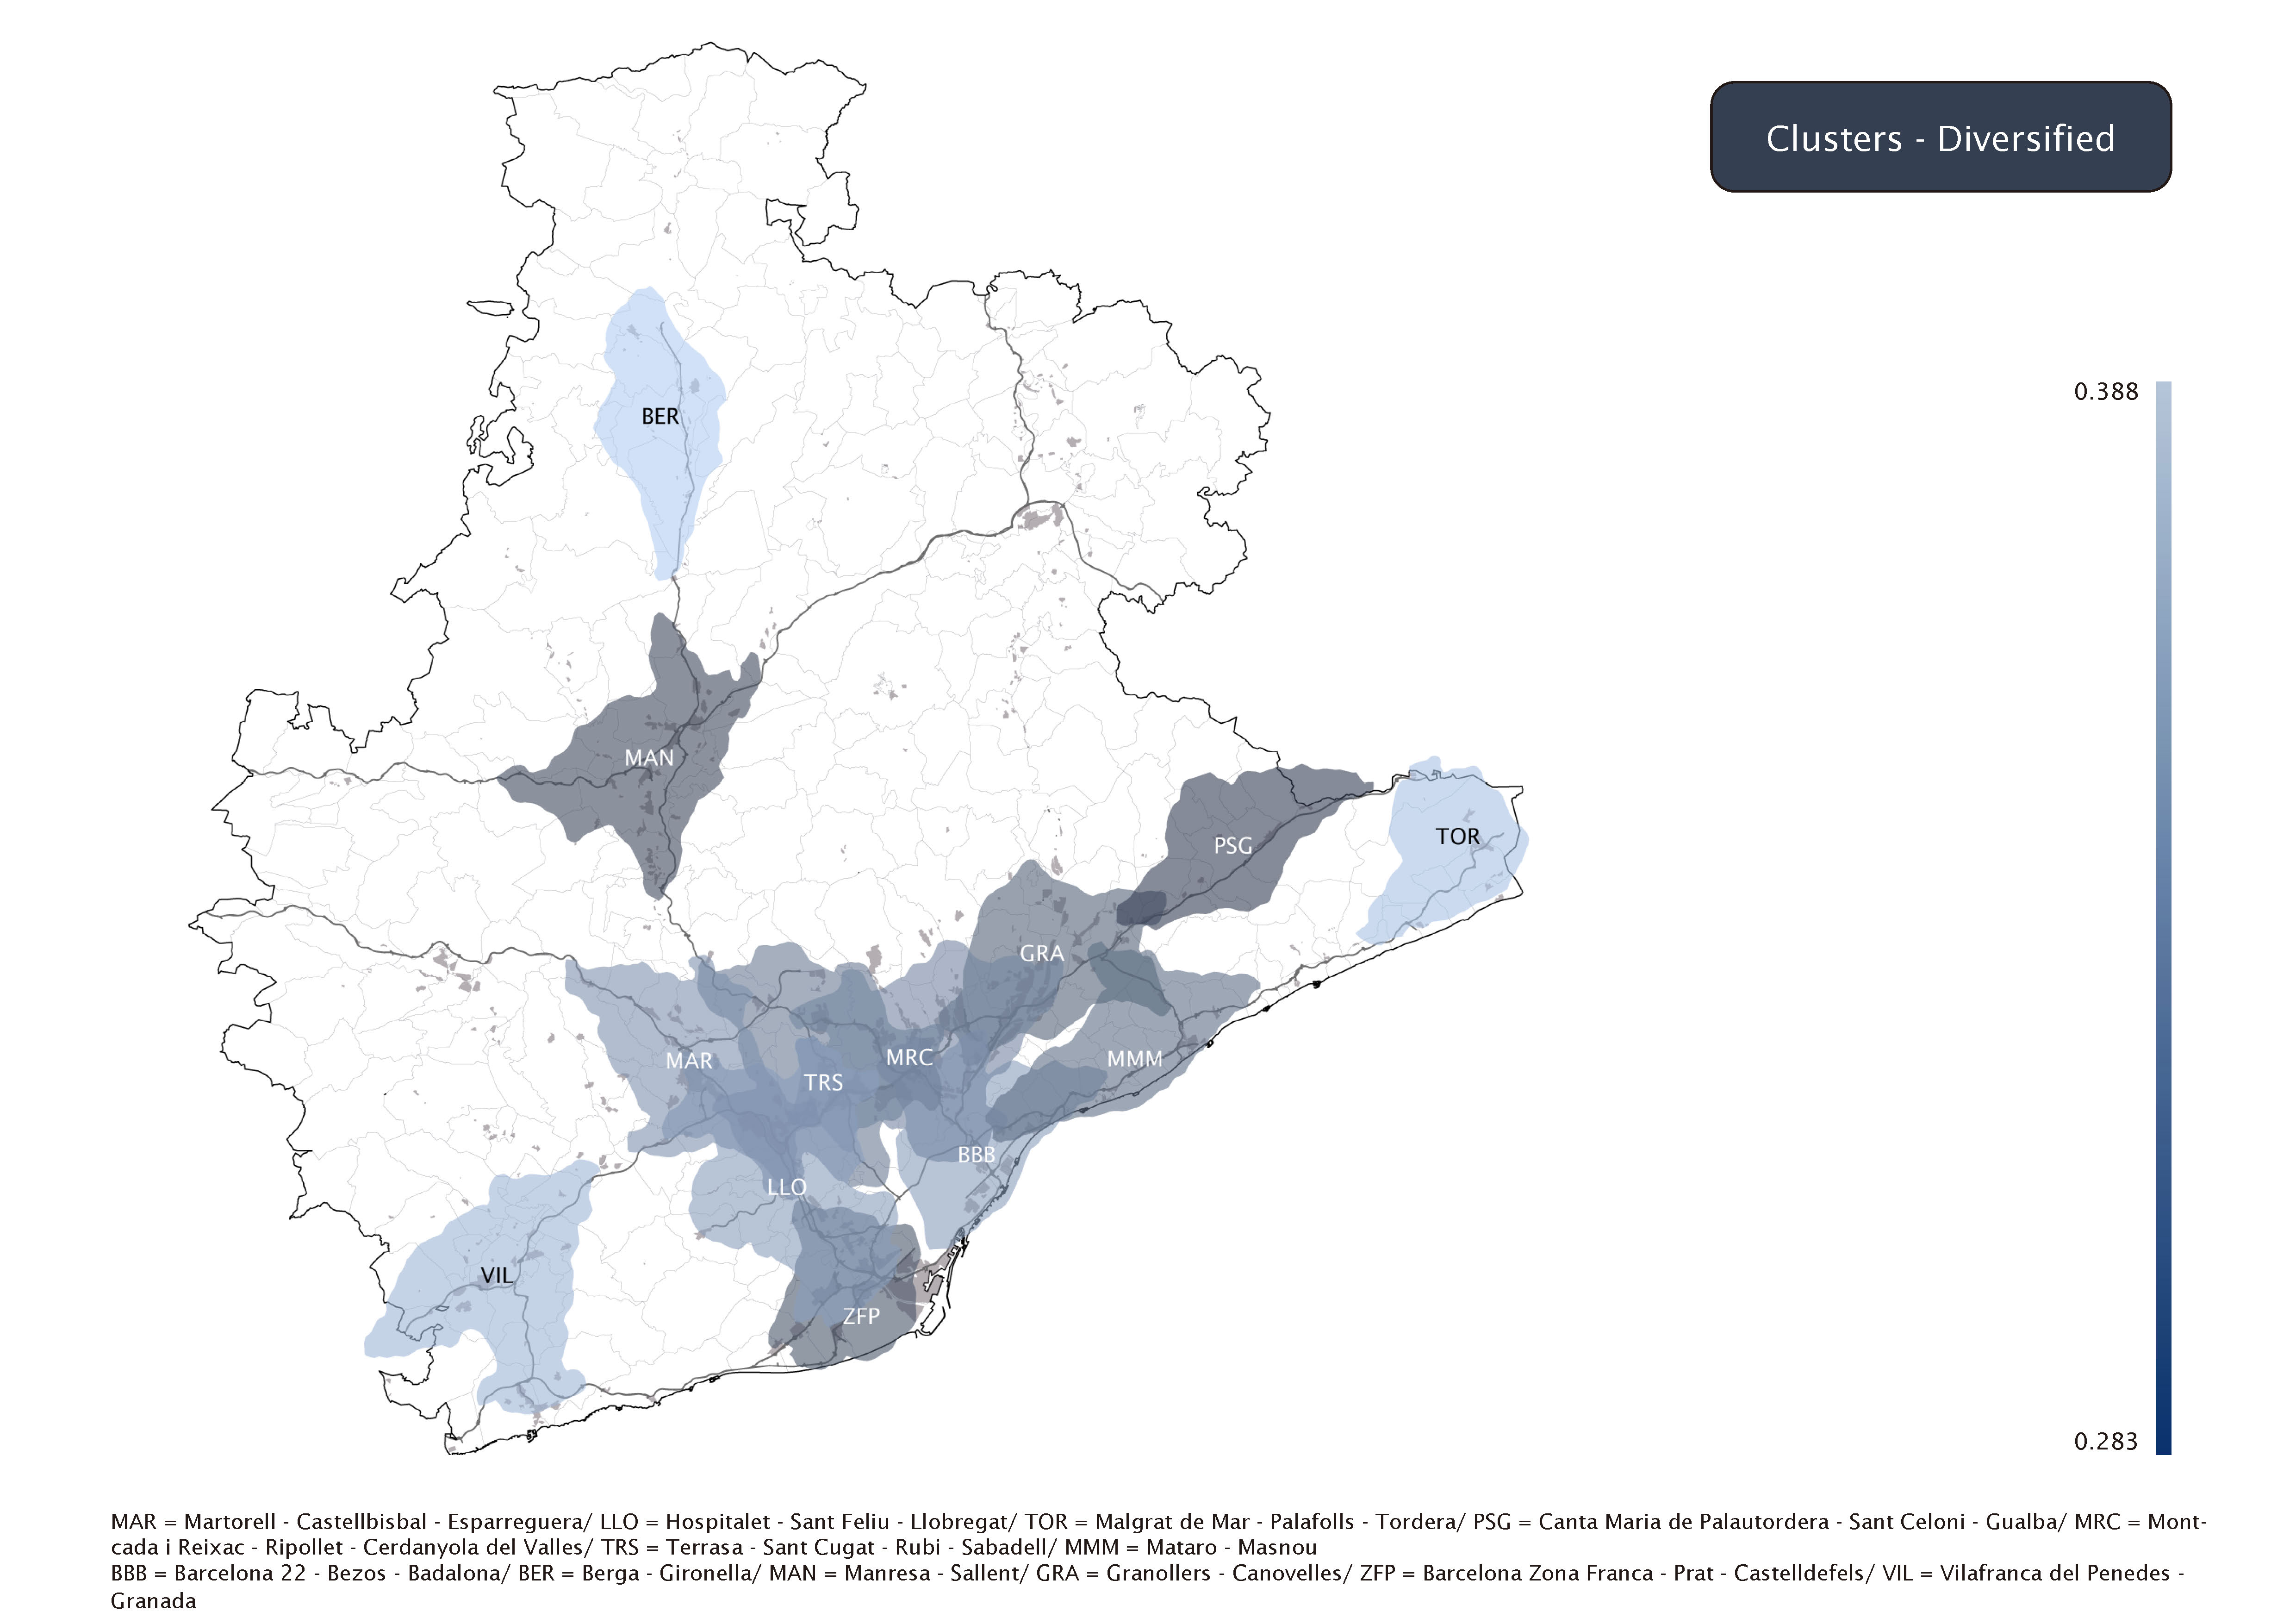 Clusters - Diversified
0.388
BER
MAN
TOR
PSG
GRA
MRC
MMM
MAR
TRS
BBB
LLO
VIL
ZFP
0.283
MAR = Martorell - Castellbisbal - Esparreguera/ LLO = Hospitalet - Sant Feliu - Llobregat/ TOR = Malgrat de Mar - Palafolls - Tordera/ PSG = Canta Maria de Palautordera - Sant Celoni - Gualba/ MRC = Mont-
cada i Reixac - Ripollet - Cerdanyola del Valles/ TRS = Terrasa - Sant Cugat - Rubi - Sabadell/ MMM = Mataro - Masnou
BBB = Barcelona 22 - Bezos - Badalona/ BER = Berga - Gironella/ MAN = Manresa - Sallent/ GRA = Granollers - Canovelles/ ZFP = Barcelona Zona Franca - Prat - Castelldefels/ VIL = Vilafranca del Penedes -
Granada